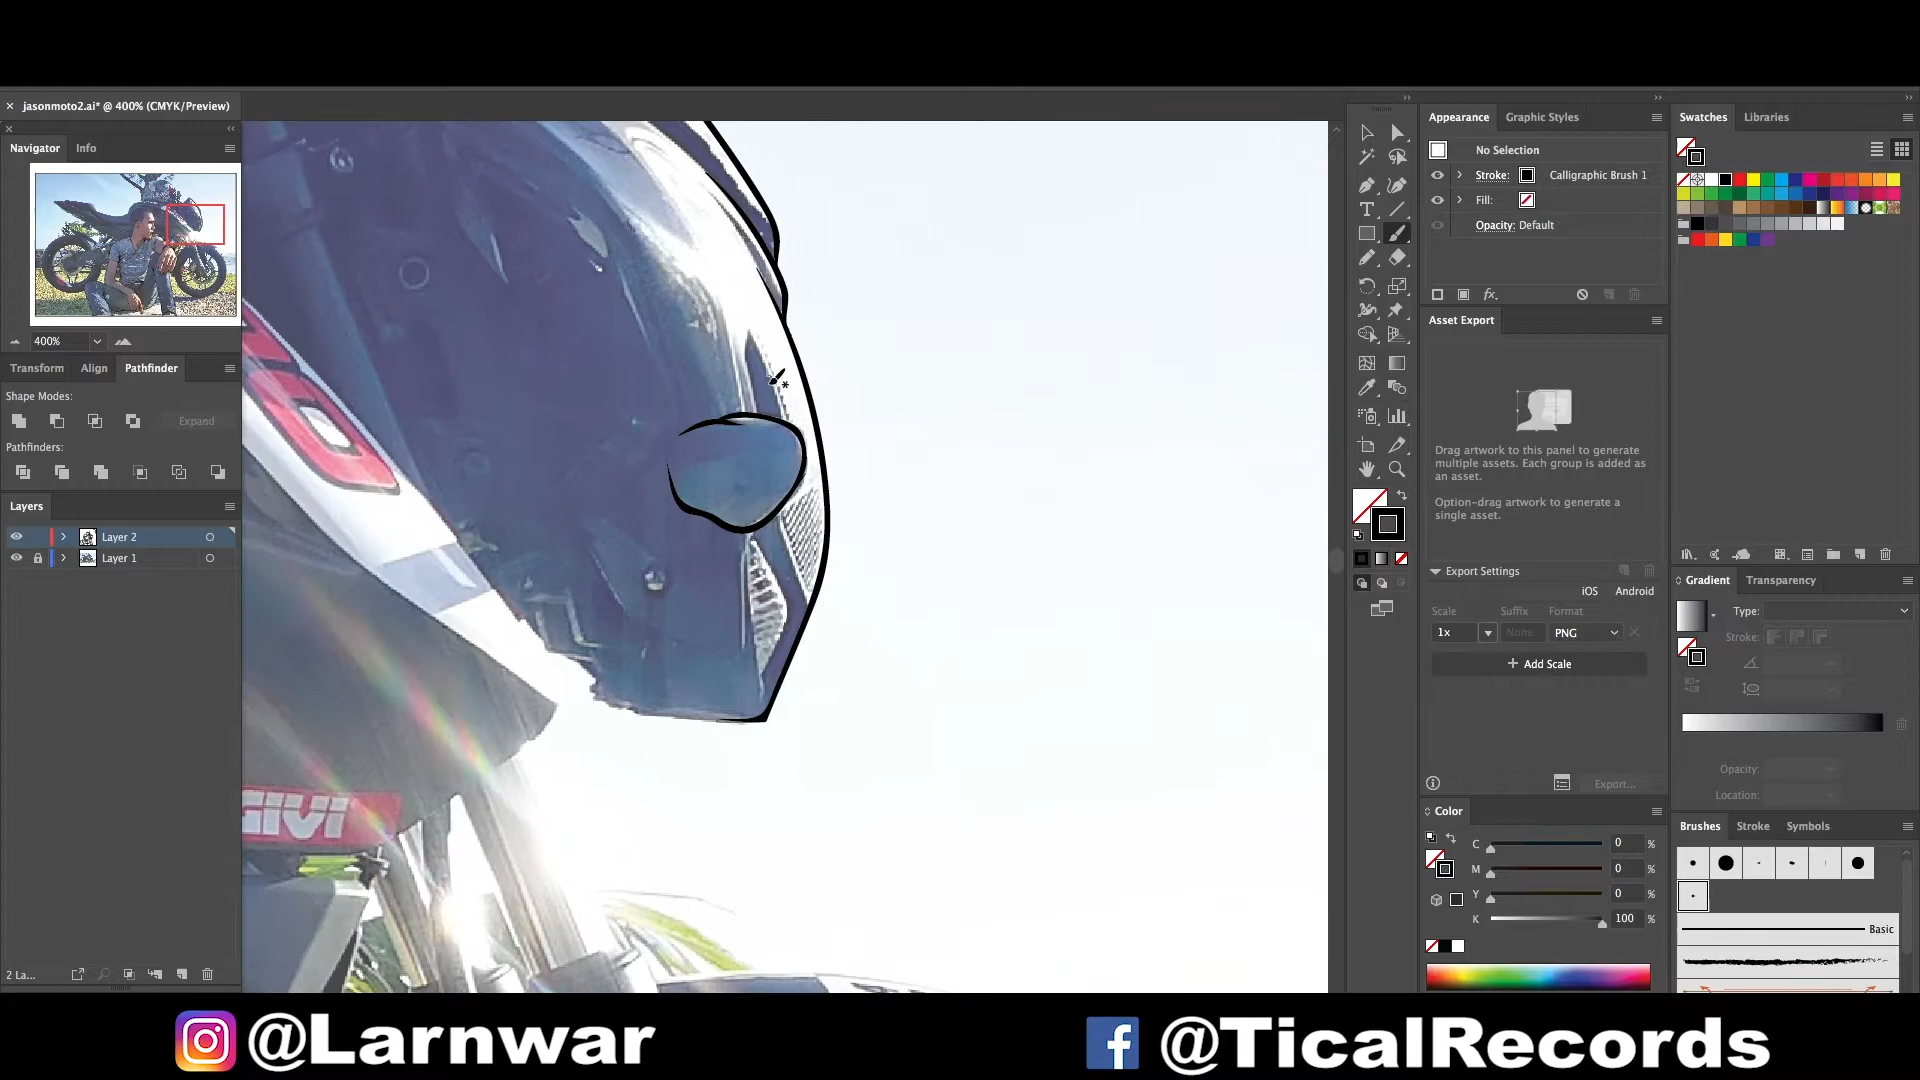 jasonmoto2.ai* @ 400% (CMYK/Preview)
Navigator
Info
400%
Transform
Align
Pathfinder
Shape Modes:
Expand
Pathfinders:
Layers
Layer 2
Layer 1
2 La...
GIVI
Appearance
Graphic Styles
No Selection
Stroke:
Calligraphic Brush 1
Fill:
Opacity: Default
fx.
Asset Export
Drag artwork to this panel to generate
multiple assets. Each group is added as
an asset.
Option-drag artwork to generate a
single asset.
Export Settings
iOS
Android
Scale
Suffix
Format
1x
None
PNG
+ Add Scale
Export...
Color
C 0 %
M 0 %
Y 0 %
K 100 %
Swatches
Libraries
Gradient
Transparency
Type:
Stroke:
Opacity:
Location:
Brushes
Stroke
Symbols
Basic
@Larnwar
@TicalRecords